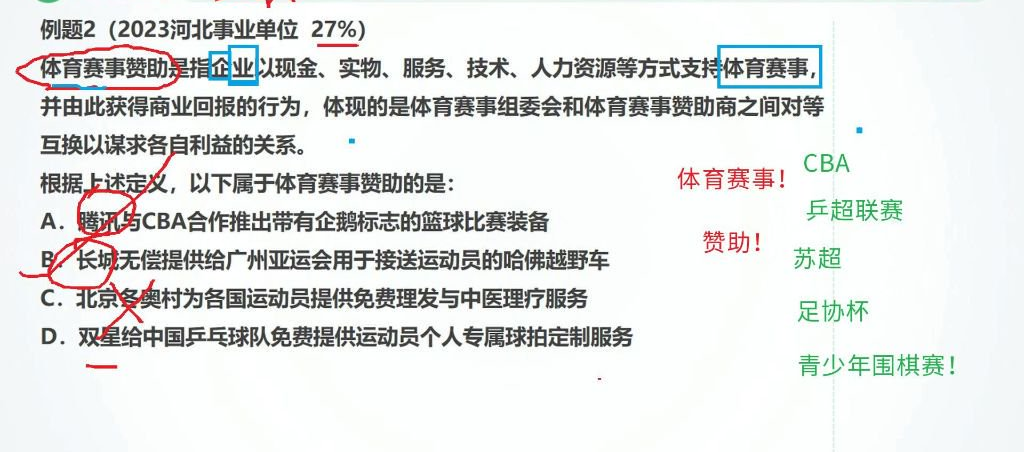 例题2（2023河北事业单位 27%）
体育赛事赞助是指企业以现金、实物、服务、技术、人力资源等方式支持体育赛事，
并由此获得商业回报的行为，体现的是体育赛事组委会和体育赛事赞助商之间对等
互换以谋求各自利益的关系。
根据上述定义，以下属于体育赛事赞助的是：
A．腾讯与CBA合作推出带有企鹅标志的篮球比赛装备
B．长城无偿提供给广州亚运会用于接送运动员的哈佛越野车
C．北京冬奥村为各国运动员提供免费理发与中医理疗服务
D．双星给中国乒乓球队免费提供运动员个人专属球拍定制服务
体育赛事！
赞助！
CBA
乒超联赛
苏超
足协杯
青少年围棋赛！